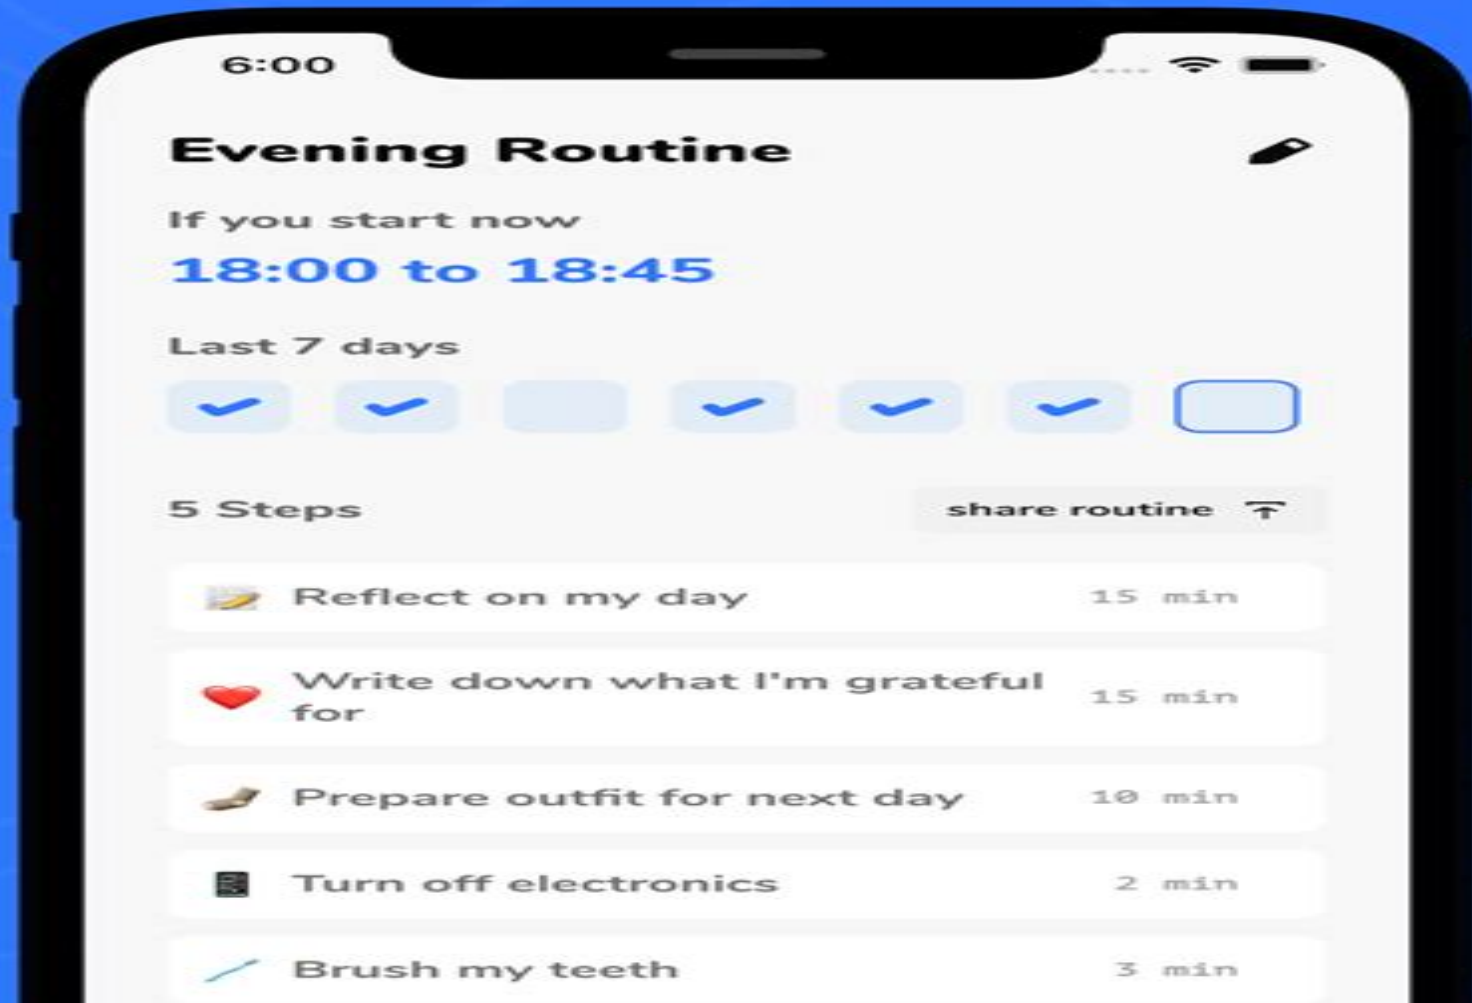 6:00
Evening Routine
If you start now
18:00 to 18:45
Last 7 days
5 Steps
share routine
Reflect on my day
15 min
Write down what I'm grateful
for
15 min
Prepare outfit for next day
10 min
Turn off electronics
2 min
Brush my teeth
3 min